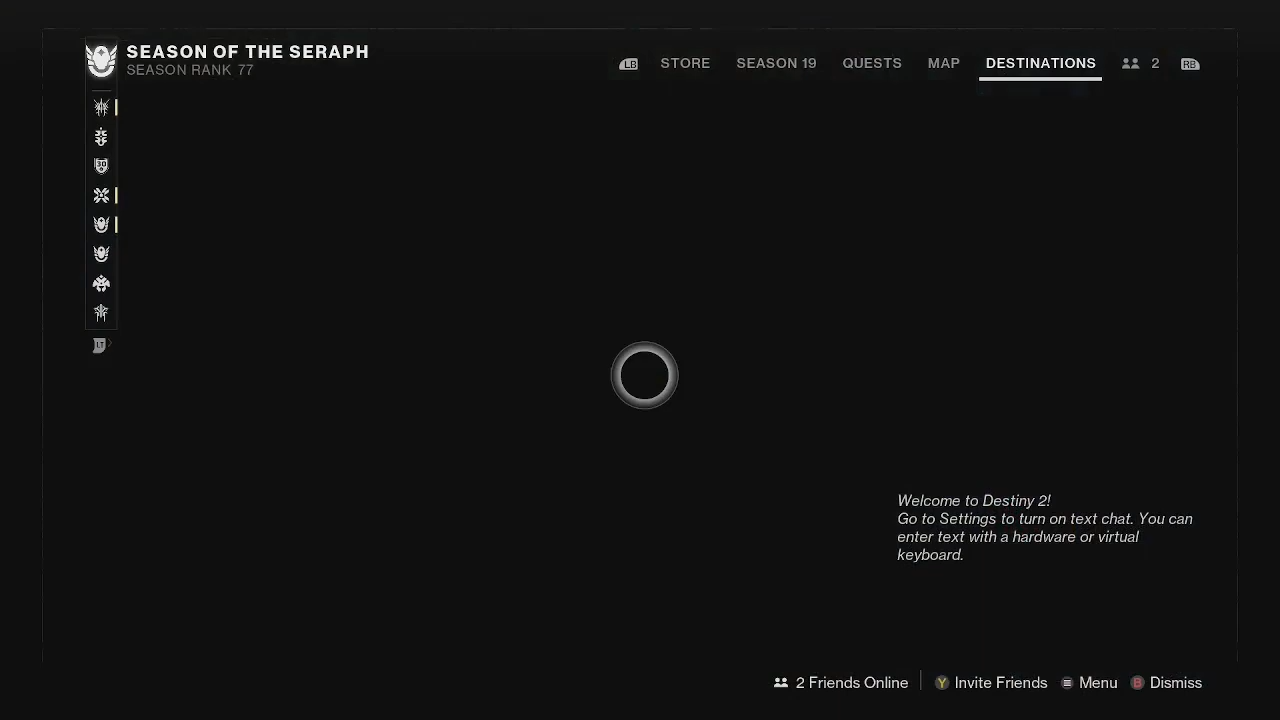 SEASON OF THE SERAPH
SEASON RANK 77
LB STORE SEASON 19 QUESTS MAP DESTINATIONS 2 RB
30
LT
Welcome to Destiny 2!
Go to Settings to turn on text chat. You can
enter text with a hardware or virtual
keyboard.
2 Friends Online Y Invite Friends Menu B Dismiss